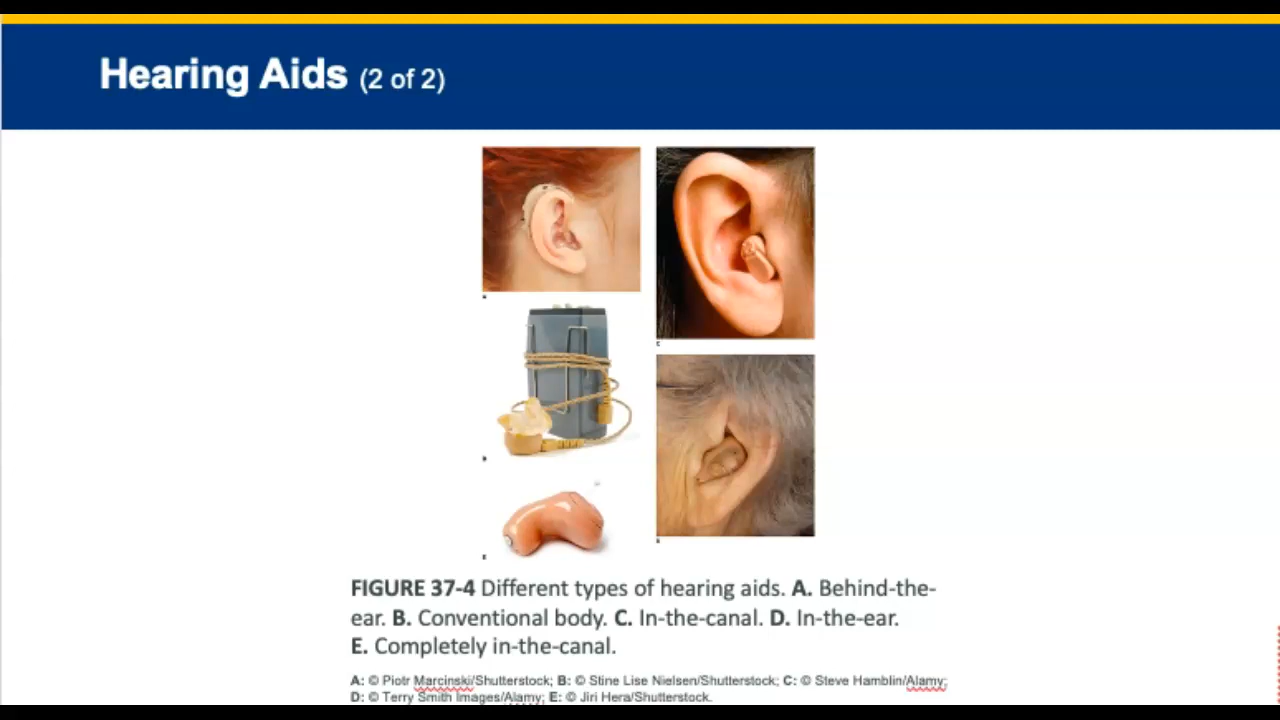 Hearing Aids (2 of 2)
FIGURE 37-4 Different types of hearing aids. A. Behind-the-
ear. B. Conventional body. C. In-the-canal. D. In-the-ear.
E. Completely in-the-canal.
A: © Piotr Marcinski/Shutterstock; B: © Stine Lise Nielsen/Shutterstock; C: © Steve Hamblin/Alamy;
D: © Terry Smith Images/Alamy; E: © Jiri Hera/Shutterstock.